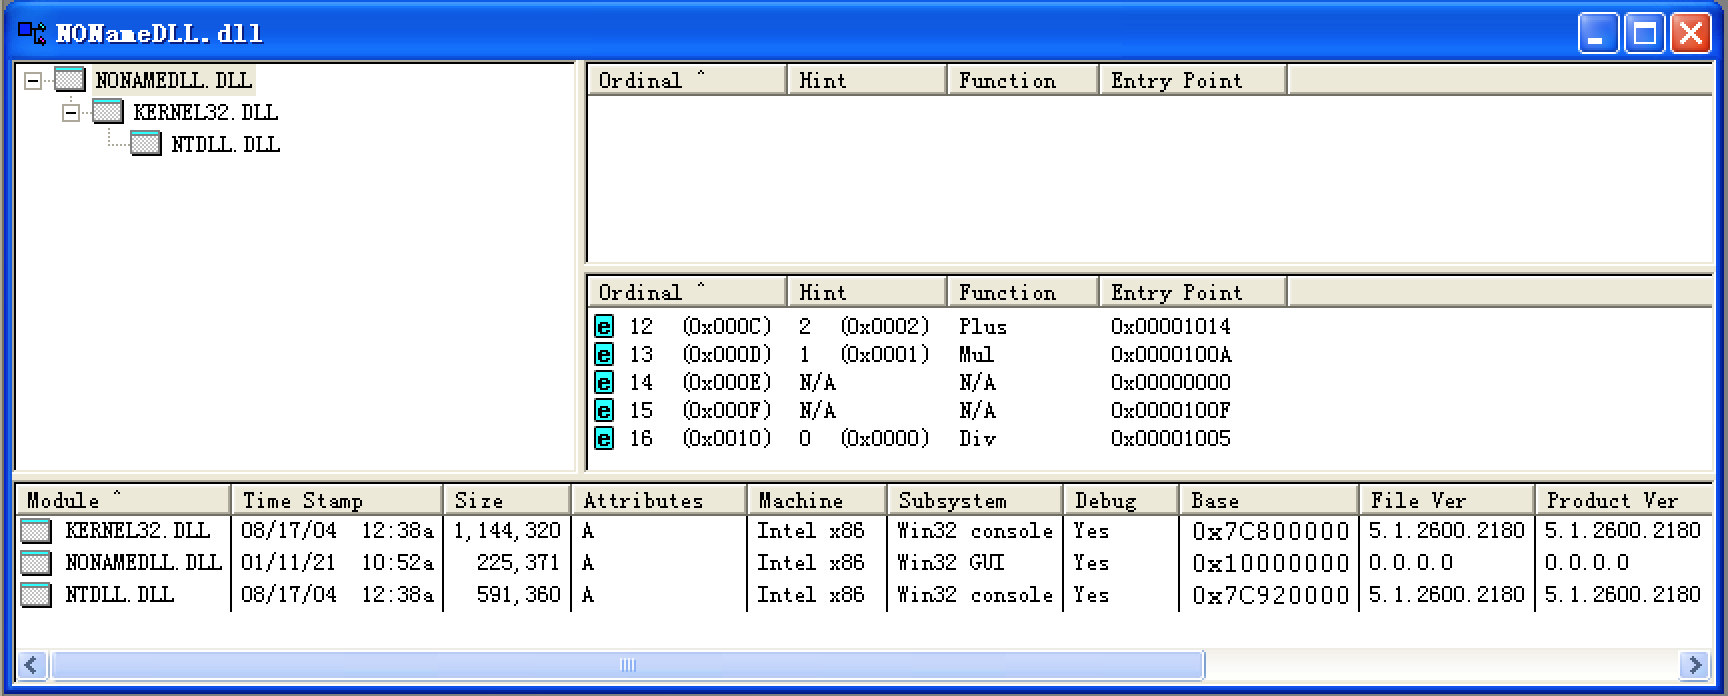 NONameDLL.dll
NONAMEDLL.DLL
KERNEL32.DLL
NTDLL.DLL
Ordinal ^ Hint Function Entry Point
Ordinal ^ Hint Function Entry Point
e 12 (0x000C) 2 (0x0002) Plus 0x00001014
e 13 (0x000D) 1 (0x0001) Mul 0x0000100A
e 14 (0x000E) N/A N/A 0x00000000
e 15 (0x000F) N/A N/A 0x0000100F
e 16 (0x0010) 0 (0x0000) Div 0x00001005
Module ^ Time Stamp Size Attributes Machine Subsystem Debug Base File Ver Product Ver
KERNEL32.DLL 08/17/04 12:38a 1,144,320 A Intel x86 Win32 console Yes 0x7C800000 5.1.2600.2180 5.1.2600.2180
NONAMEDLL.DLL 01/11/21 10:52a 225,371 A Intel x86 Win32 GUI Yes 0x10000000 0.0.0.0 0.0.0.0
NTDLL.DLL 08/17/04 12:38a 591,360 A Intel x86 Win32 console Yes 0x7C920000 5.1.2600.2180 5.1.2600.2180